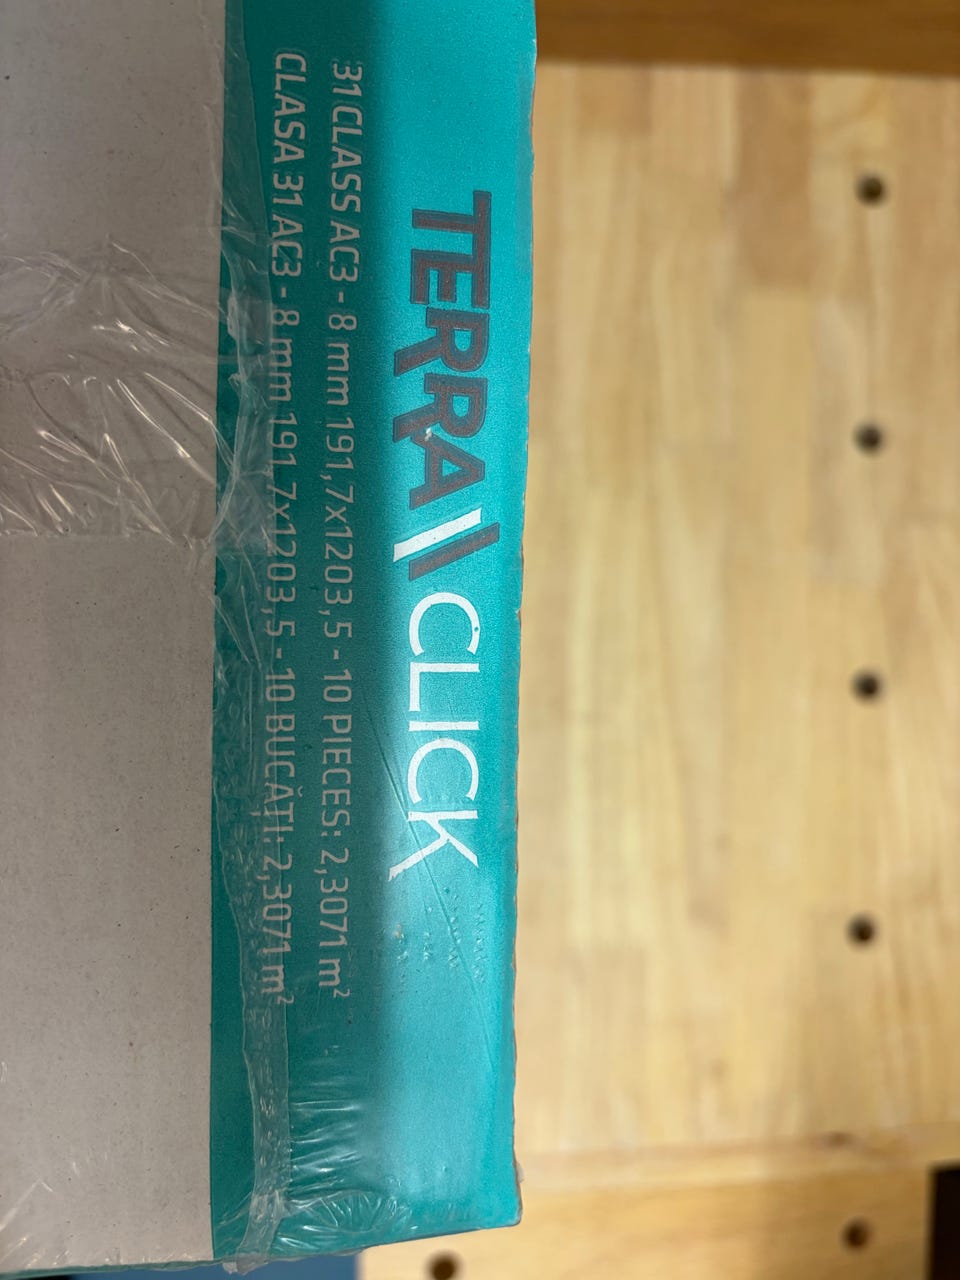 TERRA CLICK
31 CLASS AC3 - 8 mm 191,7x1203,5 - 10 PIECES: 2,3071 m²
CLASA 31 AC3 - 8 mm 191,7x1203,5 - 10 BUCĂȚI: 2,3071 m²